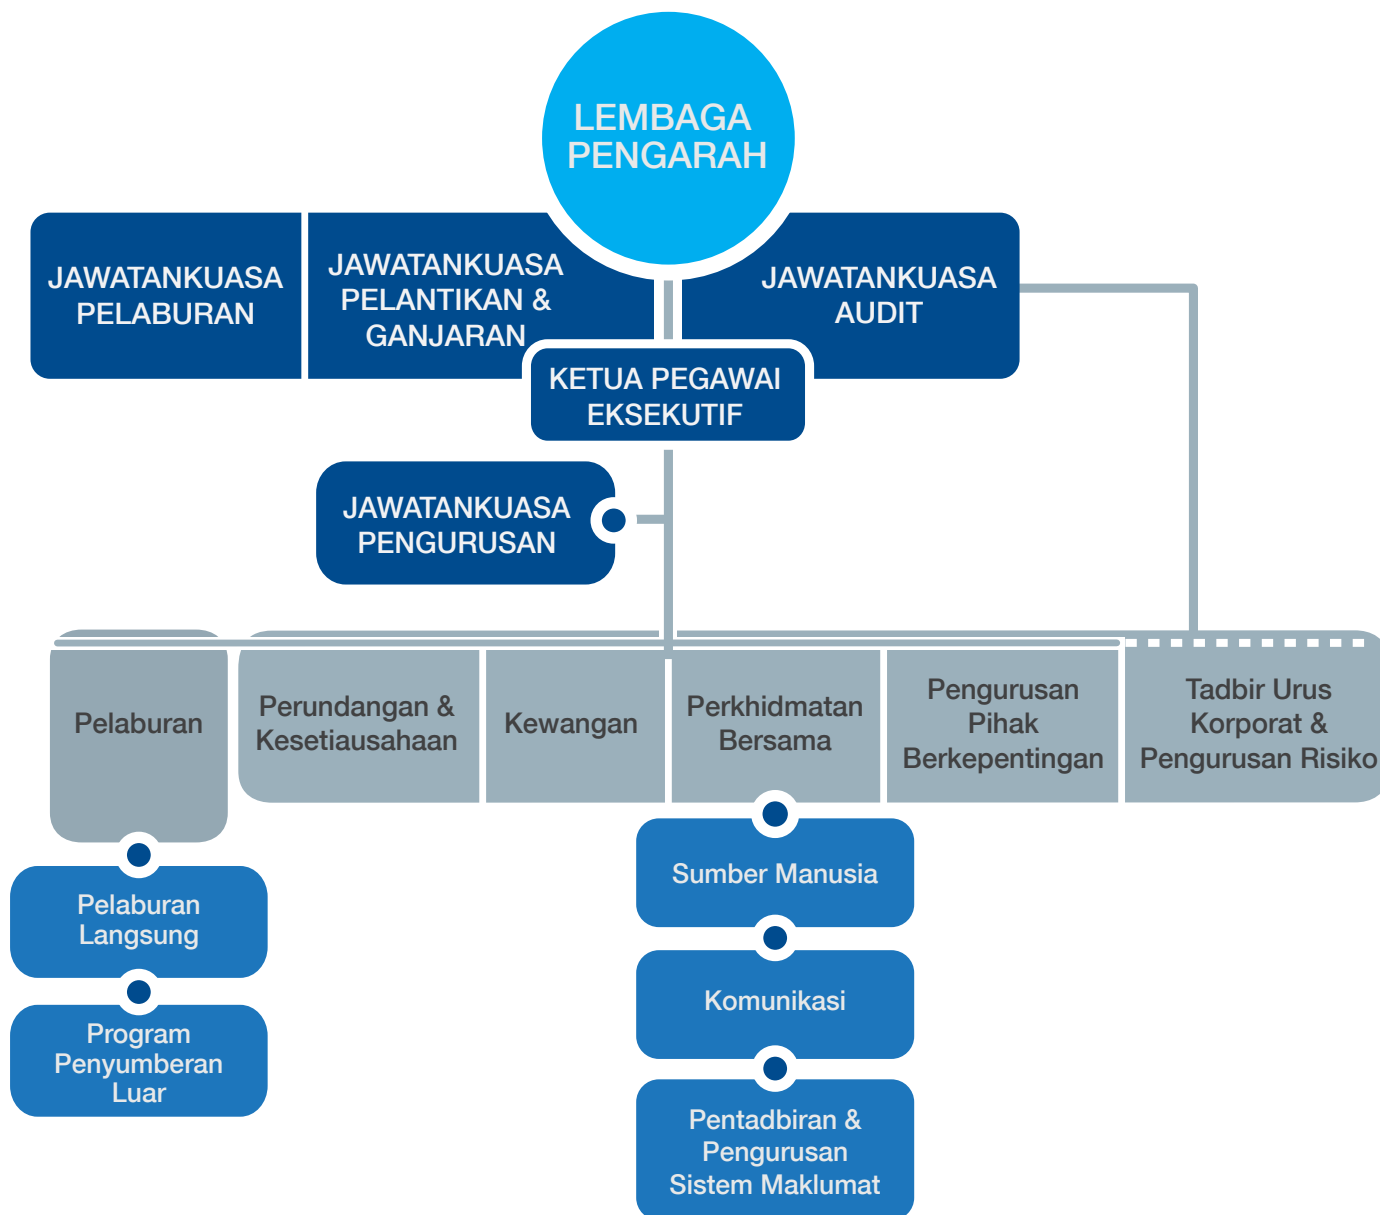 LEMBAGA
PENGARAH
JAWATANKUASA
PELABURAN
JAWATANKUASA
PELANTIKAN &
GANJARAN
JAWATANKUASA
AUDIT
KETUA PEGAWAI
EKSEKUTIF
JAWATANKUASA
PENGURUSAN
Pelaburan
Perundangan &
Kesetiausahaan
Kewangan
Perkhidmatan
Bersama
Pengurusan
Pihak
Berkepentingan
Tadbir Urus
Korporat &
Pengurusan Risiko
Pelaburan
Langsung
Program
Penyumberan
Luar
Sumber Manusia
Komunikasi
Pentadbiran &
Pengurusan
Sistem Maklumat